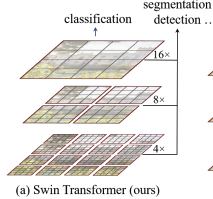 segmentation
classification detection ...
16×
8×
4×
(a) Swin Transformer (ours)